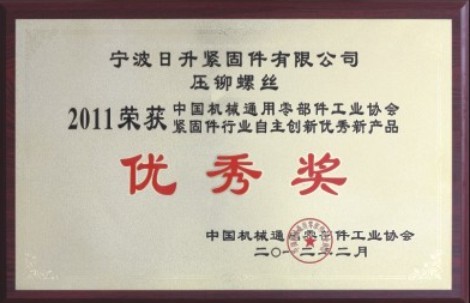 宁波日升紧固件有限公司
压铆螺丝
2011荣获 中国机械通用零部件工业协会
紧固件行业自主创新优秀新产品
优秀奖
中国机械通用零部件工业协会
二〇一二年二月